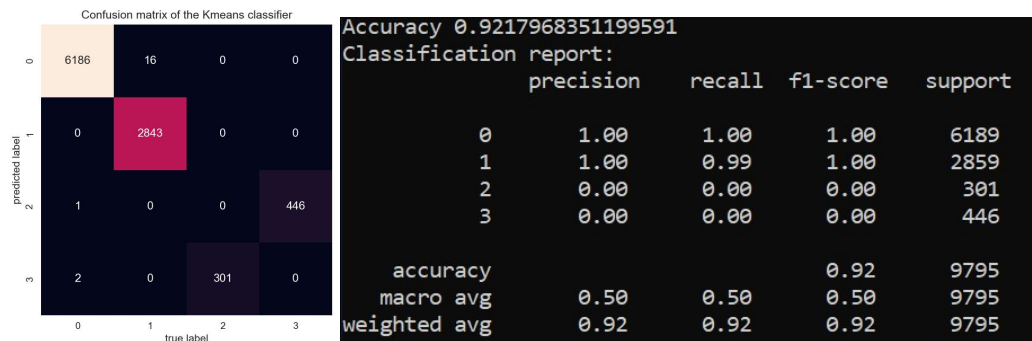 Confusion matrix of the Kmeans classifier
predicted label
0 6186 16 0 0
1 0 2843 0 0
2 1 0 0 446
3 2 0 301 0
0 1 2 3
true label
Accuracy 0.9217968351199591
Classification report:
precision recall f1-score support
0 1.00 1.00 1.00 6189
1 1.00 0.99 1.00 2859
2 0.00 0.00 0.00 301
3 0.00 0.00 0.00 446
accuracy 0.92 9795
macro avg 0.50 0.50 0.50 9795
weighted avg 0.92 0.92 0.92 9795